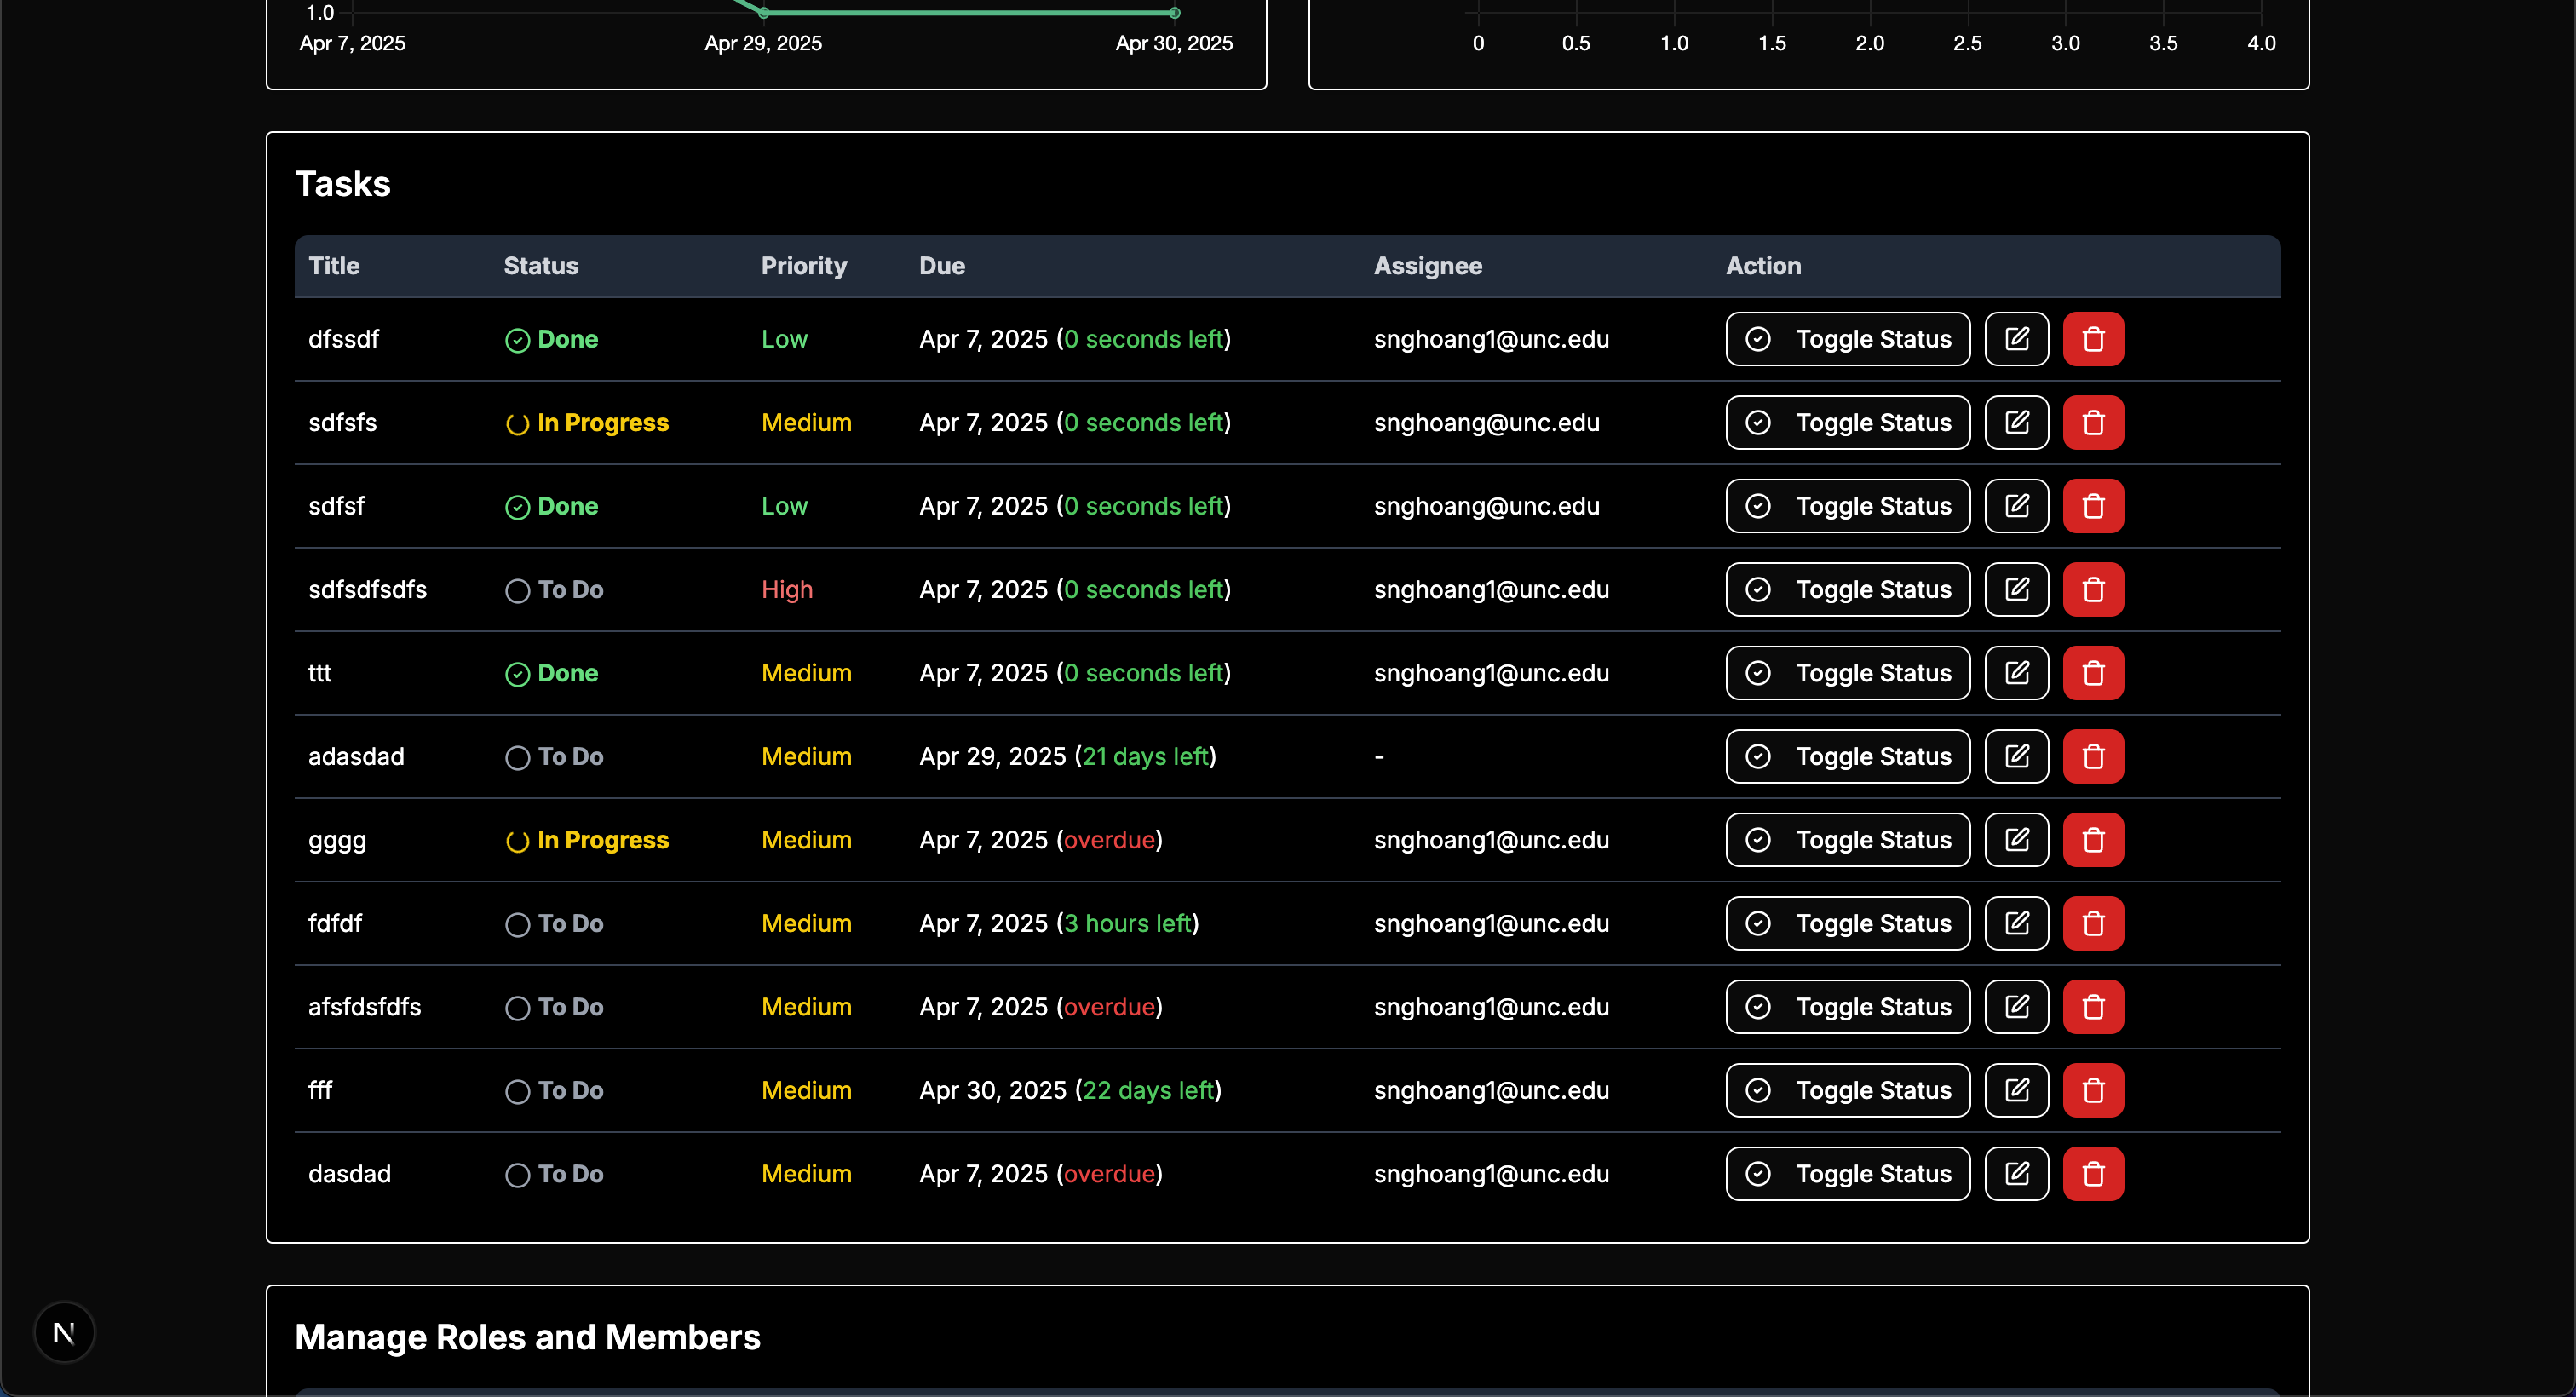 1.0
Apr 7, 2025 Apr 29, 2025 Apr 30, 2025
0 0.5 1.0 1.5 2.0 2.5 3.0 3.5 4.0
Tasks
Title Status Priority Due Assignee Action
dfssdf Done Low Apr 7, 2025 (0 seconds left) snghoang1@unc.edu Toggle Status
sdfsfs In Progress Medium Apr 7, 2025 (0 seconds left) snghoang@unc.edu Toggle Status
sdfsf Done Low Apr 7, 2025 (0 seconds left) snghoang@unc.edu Toggle Status
sdfsdfsdfs To Do High Apr 7, 2025 (0 seconds left) snghoang1@unc.edu Toggle Status
ttt Done Medium Apr 7, 2025 (0 seconds left) snghoang1@unc.edu Toggle Status
adasdad To Do Medium Apr 29, 2025 (21 days left) - Toggle Status
gggg In Progress Medium Apr 7, 2025 (overdue) snghoang1@unc.edu Toggle Status
fdfdf To Do Medium Apr 7, 2025 (3 hours left) snghoang1@unc.edu Toggle Status
afsfdsfdfs To Do Medium Apr 7, 2025 (overdue) snghoang1@unc.edu Toggle Status
fff To Do Medium Apr 30, 2025 (22 days left) snghoang1@unc.edu Toggle Status
dasdad To Do Medium Apr 7, 2025 (overdue) snghoang1@unc.edu Toggle Status
N
Manage Roles and Members